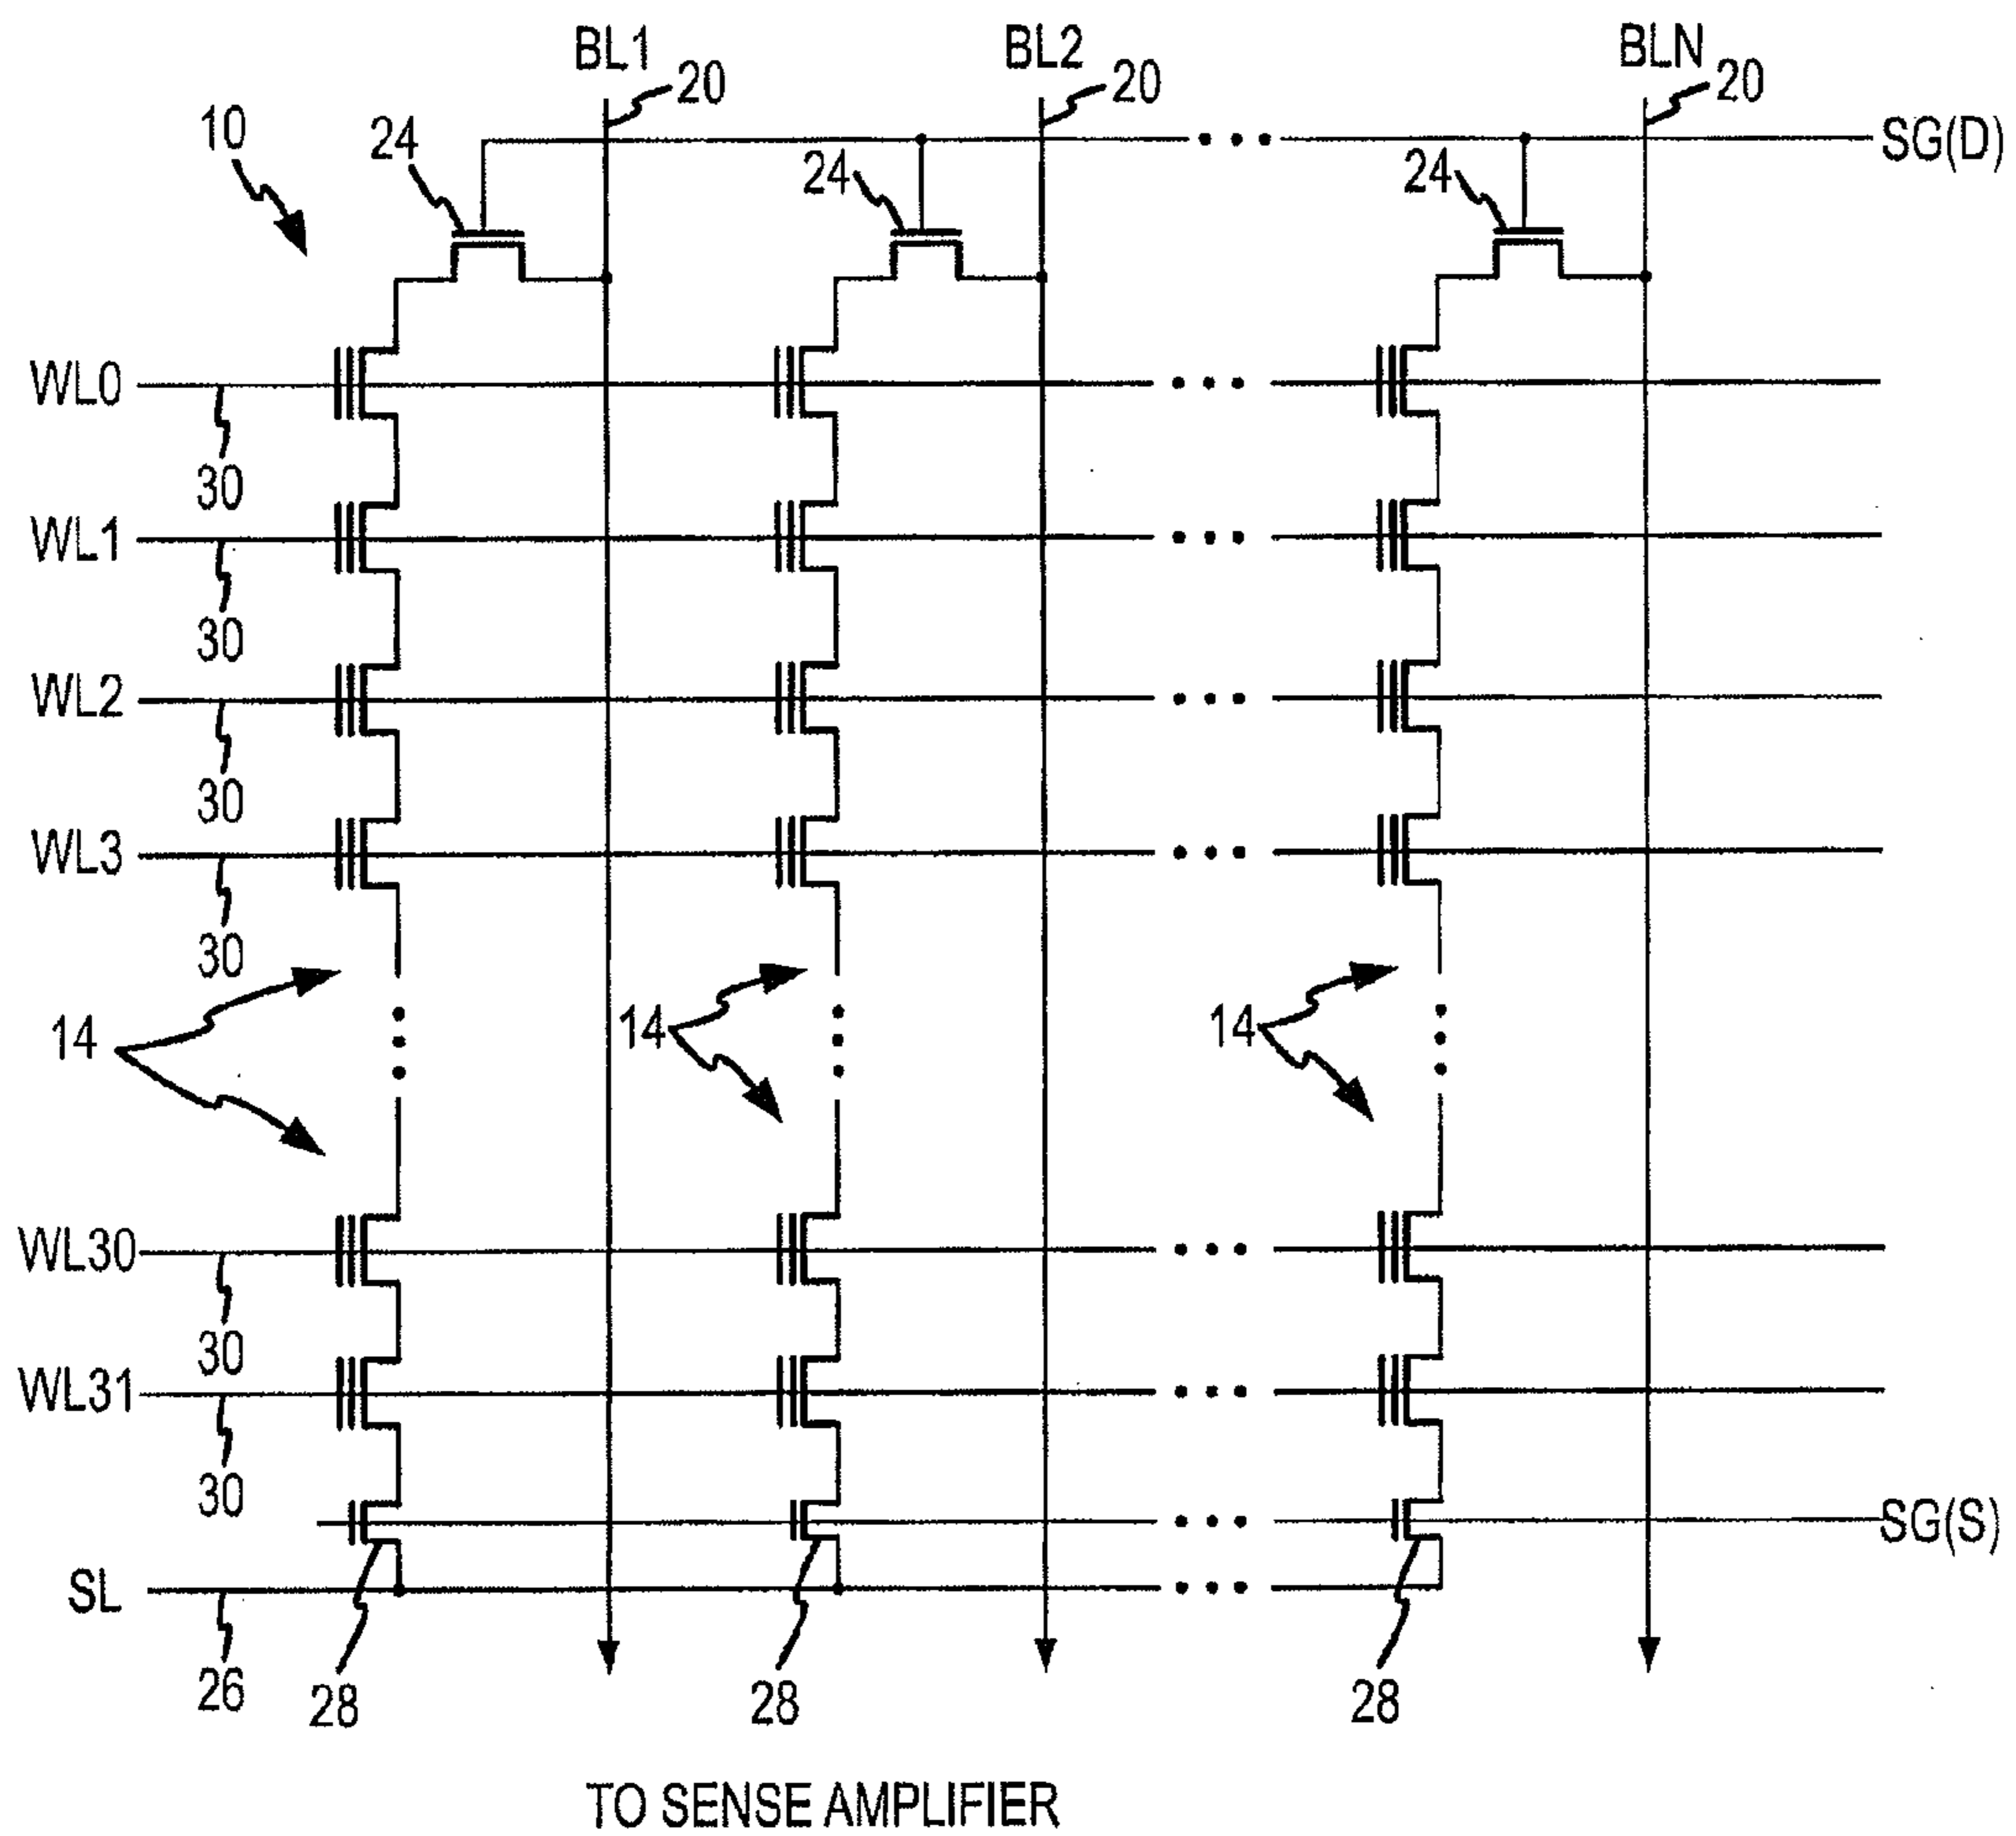 BL1 BL2 BLN
20 20 20
10 24 24 24 SG(D)
WL0
30
WL1
30
WL2
30
WL3
30
14 14 14
WL30
30
WL31
30
SG(S)
SL
26 28 28 28
TO SENSE AMPLIFIER